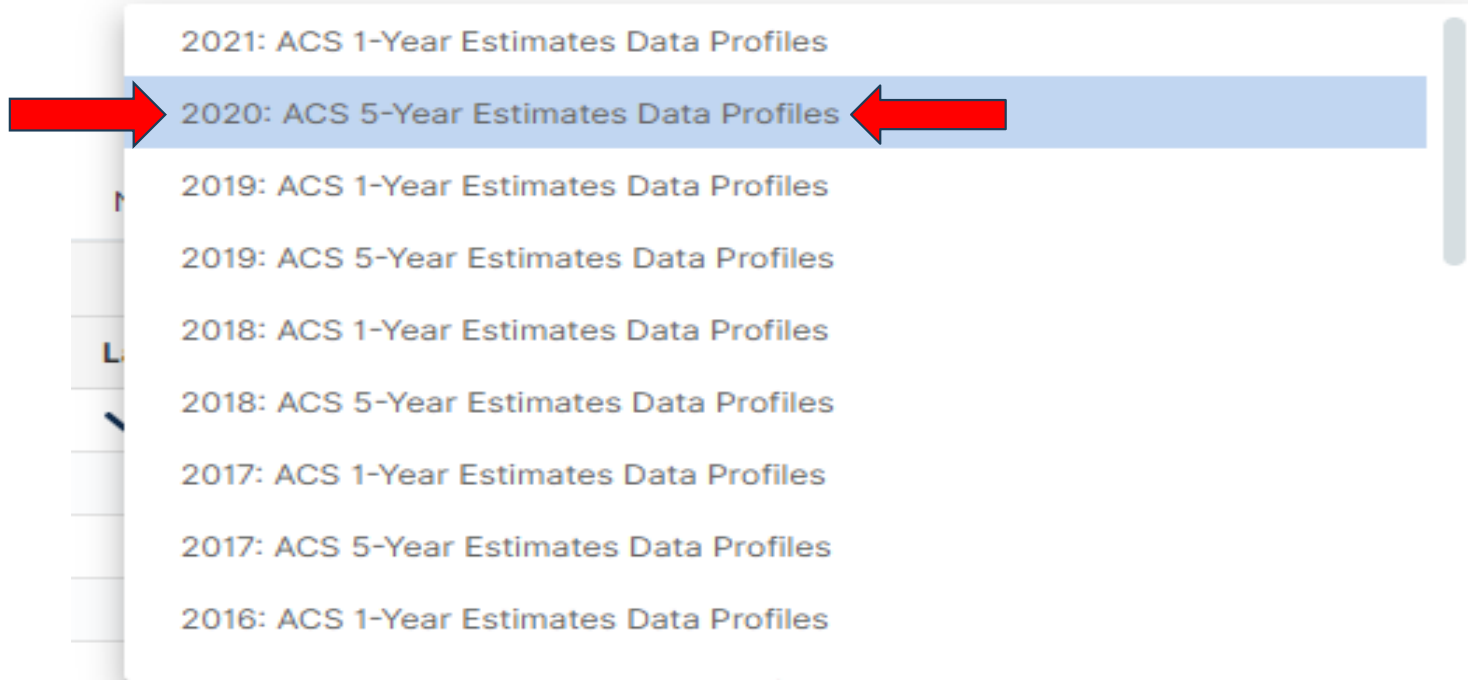 2021: ACS 1-Year Estimates Data Profiles
2020: ACS 5-Year Estimates Data Profiles
2019: ACS 1-Year Estimates Data Profiles
2019: ACS 5-Year Estimates Data Profiles
2018: ACS 1-Year Estimates Data Profiles
2018: ACS 5-Year Estimates Data Profiles
2017: ACS 1-Year Estimates Data Profiles
2017: ACS 5-Year Estimates Data Profiles
2016: ACS 1-Year Estimates Data Profiles